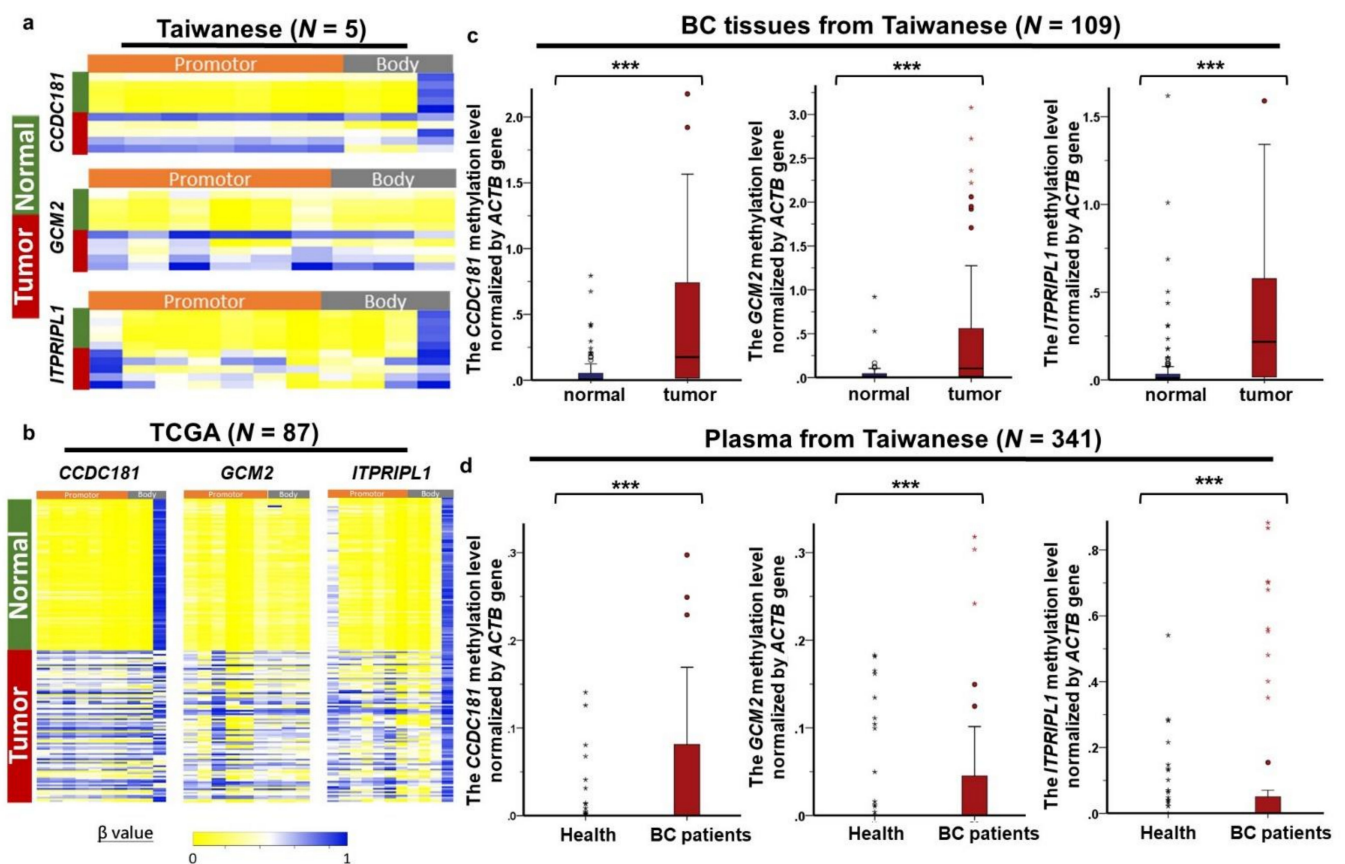 a
Taiwanese (N = 5)
Promotor
Body
CCDC181
Promotor
Body
GCM2
Promotor
Body
ITPRIPL1
Normal
Tumor
b
TCGA (N = 87)
CCDC181
GCM2
ITPRIPL1
Promotor
Body
Promotor
Body
Promotor
Body
Normal
Tumor
β value
0
1
c
BC tissues from Taiwanese (N = 109)
***
The CCDC181 methylation level
normalized by ACTB gene
2.0
1.5
1.0
.5
.0
normal
tumor
***
The GCM2 methylation level
normalized by ACTB gene
3.0
2.5
2.0
1.5
1.0
.5
.0
normal
tumor
***
The ITPRIPL1 methylation level
normalized by ACTB gene
1.5
1.0
.5
.0
normal
tumor
d
Plasma from Taiwanese (N = 341)
***
The CCDC181 methylation level
normalized by ACTB gene
.3
.2
.1
.0
Health
BC patients
***
The GCM2 methylation level
normalized by ACTB gene
.3
.2
.1
.0
Health
BC patients
***
The ITPRIPL1 methylation level
normalized by ACTB gene
.8
.6
.4
.2
.0
Health
BC patients